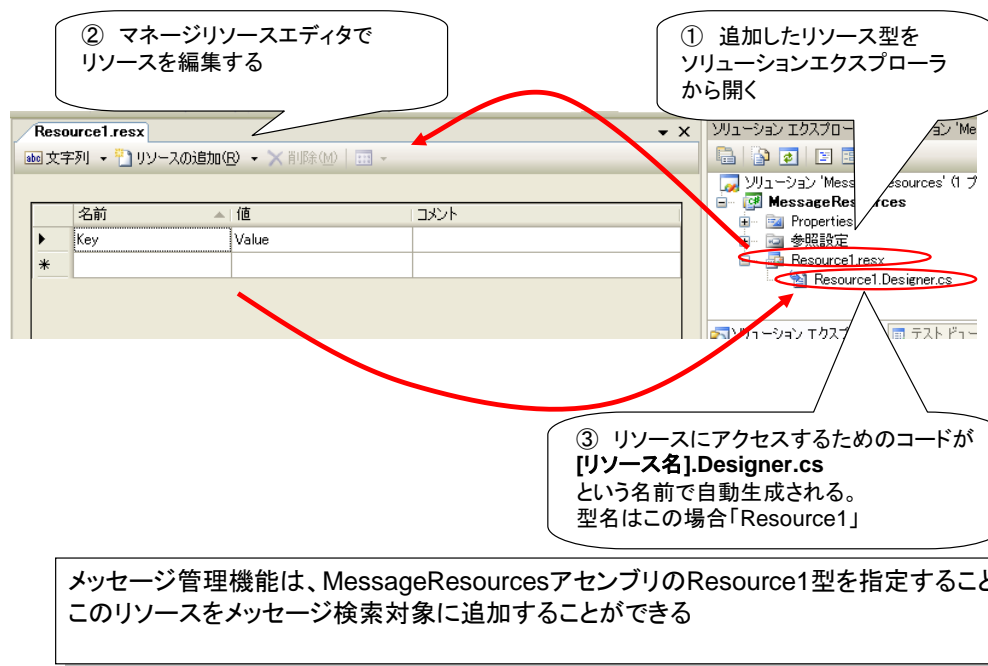 ② マネージリソースエディタで
リソースを編集する
① 追加したリソース型を
ソリューションエクスプローラ
から開く
Resource1.resx
文字列 リソースの追加(R) 削除(M)
名前 値 コメント
Key Value
ソリューション エクスプロー ョン 'Me
ソリューション 'Mess esources' (1 プ
MessageResources
Properties
参照設定
Resource1.resx
Resource1.Designer.cs
ソリューション エクスプ テストビュー
③ リソースにアクセスするためのコードが
[リソース名].Designer.cs
という名前で自動生成される。
型名はこの場合「Resource1」
メッセージ管理機能は、MessageResourcesアセンブリのResource1型を指定すること
このリソースをメッセージ検索対象に追加することができる